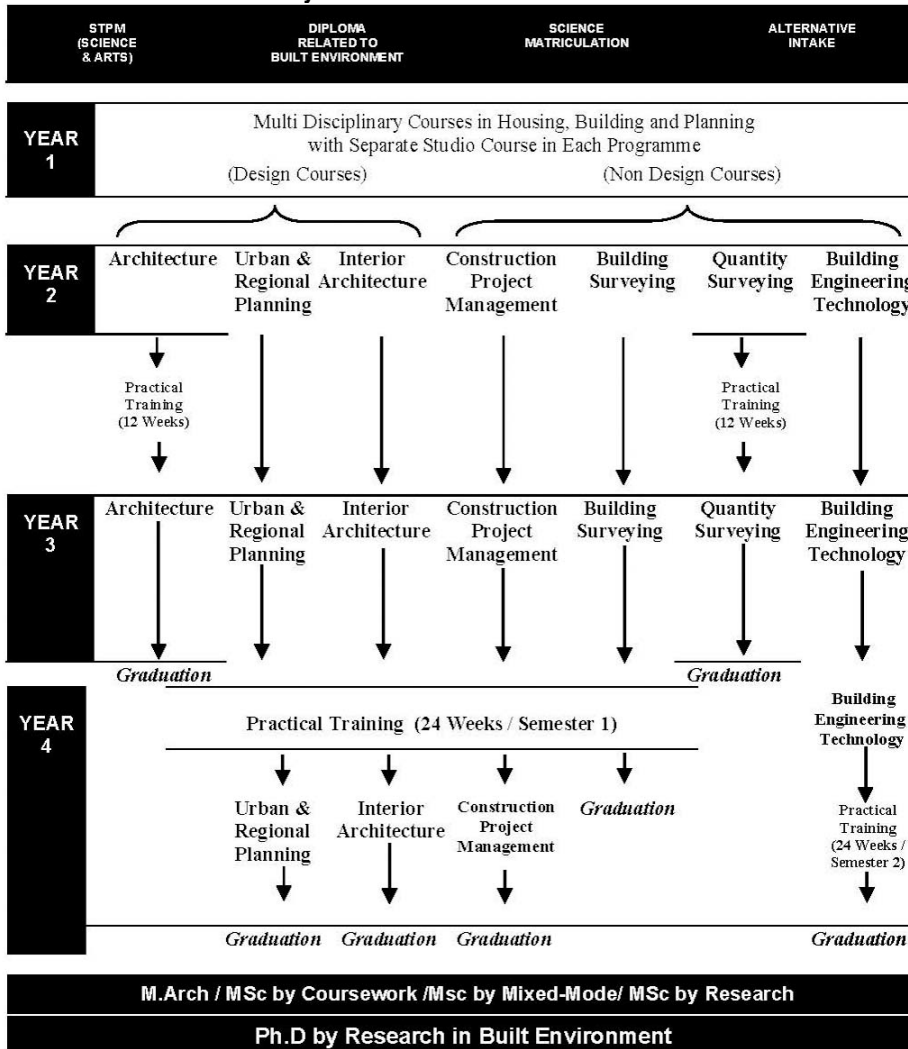 STPM
(SCIENCE
& ARTS)
DIPLOMA
RELATED TO
BUILT ENVIRONMENT
SCIENCE
MATRICULATION
ALTERNATIVE
INTAKE
YEAR
1
Multi Disciplinary Courses in Housing, Building and Planning
with Separate Studio Course in Each Programme
(Design Courses)
(Non Design Courses)
YEAR
2
Architecture
Urban &
Regional
Planning
Interior
Architecture
Construction
Project
Management
Building
Surveying
Quantity
Surveying
Building
Engineering
Technology
Practical
Training
(12 Weeks)
Practical
Training
(12 Weeks)
YEAR
3
Architecture
Urban &
Regional
Planning
Interior
Architecture
Construction
Project
Management
Building
Surveying
Quantity
Surveying
Building
Engineering
Technology
Graduation
Graduation
YEAR
4
Practical Training (24 Weeks / Semester 1)
Urban &
Regional
Planning
Interior
Architecture
Construction
Project
Management
Graduation
Building
Engineering
Technology
Practical
Training
(24 Weeks /
Semester 2)
Graduation
Graduation
Graduation
Graduation
M.Arch / MSc by Coursework /Msc by Mixed-Mode/ MSc by Research
Ph.D by Research in Built Environment